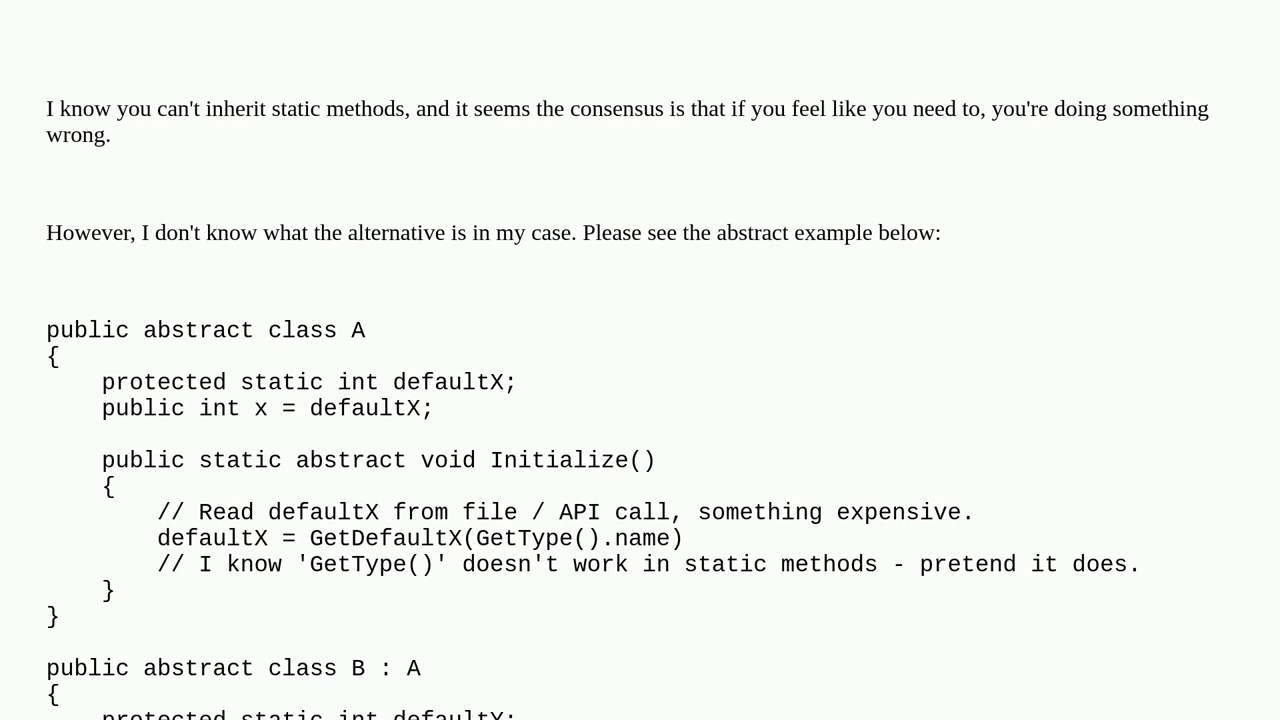 I know you can't inherit static methods, and it seems the consensus is that if you feel like you need to, you're doing something
wrong.
However, I don't know what the alternative is in my case. Please see the abstract example below:
public abstract class A
{
    protected static int defaultX;
    public int x = defaultX;
    public static abstract void Initialize()
    {
        // Read defaultX from file / API call, something expensive.
        defaultX = GetDefaultX(GetType().name)
        // I know 'GetType()' doesn't work in static methods - pretend it does.
    }
}
public abstract class B : A
{
    protected static int defaultY;